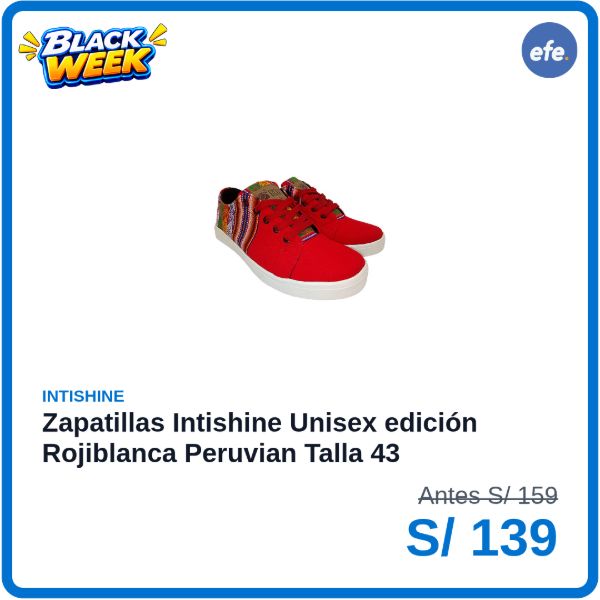 BLACK
WEEK
efe.
INTISHINE
Zapatillas Intishine Unisex edición
Rojiblanca Peruvian Talla 43
Antes S/ 159
S/ 139